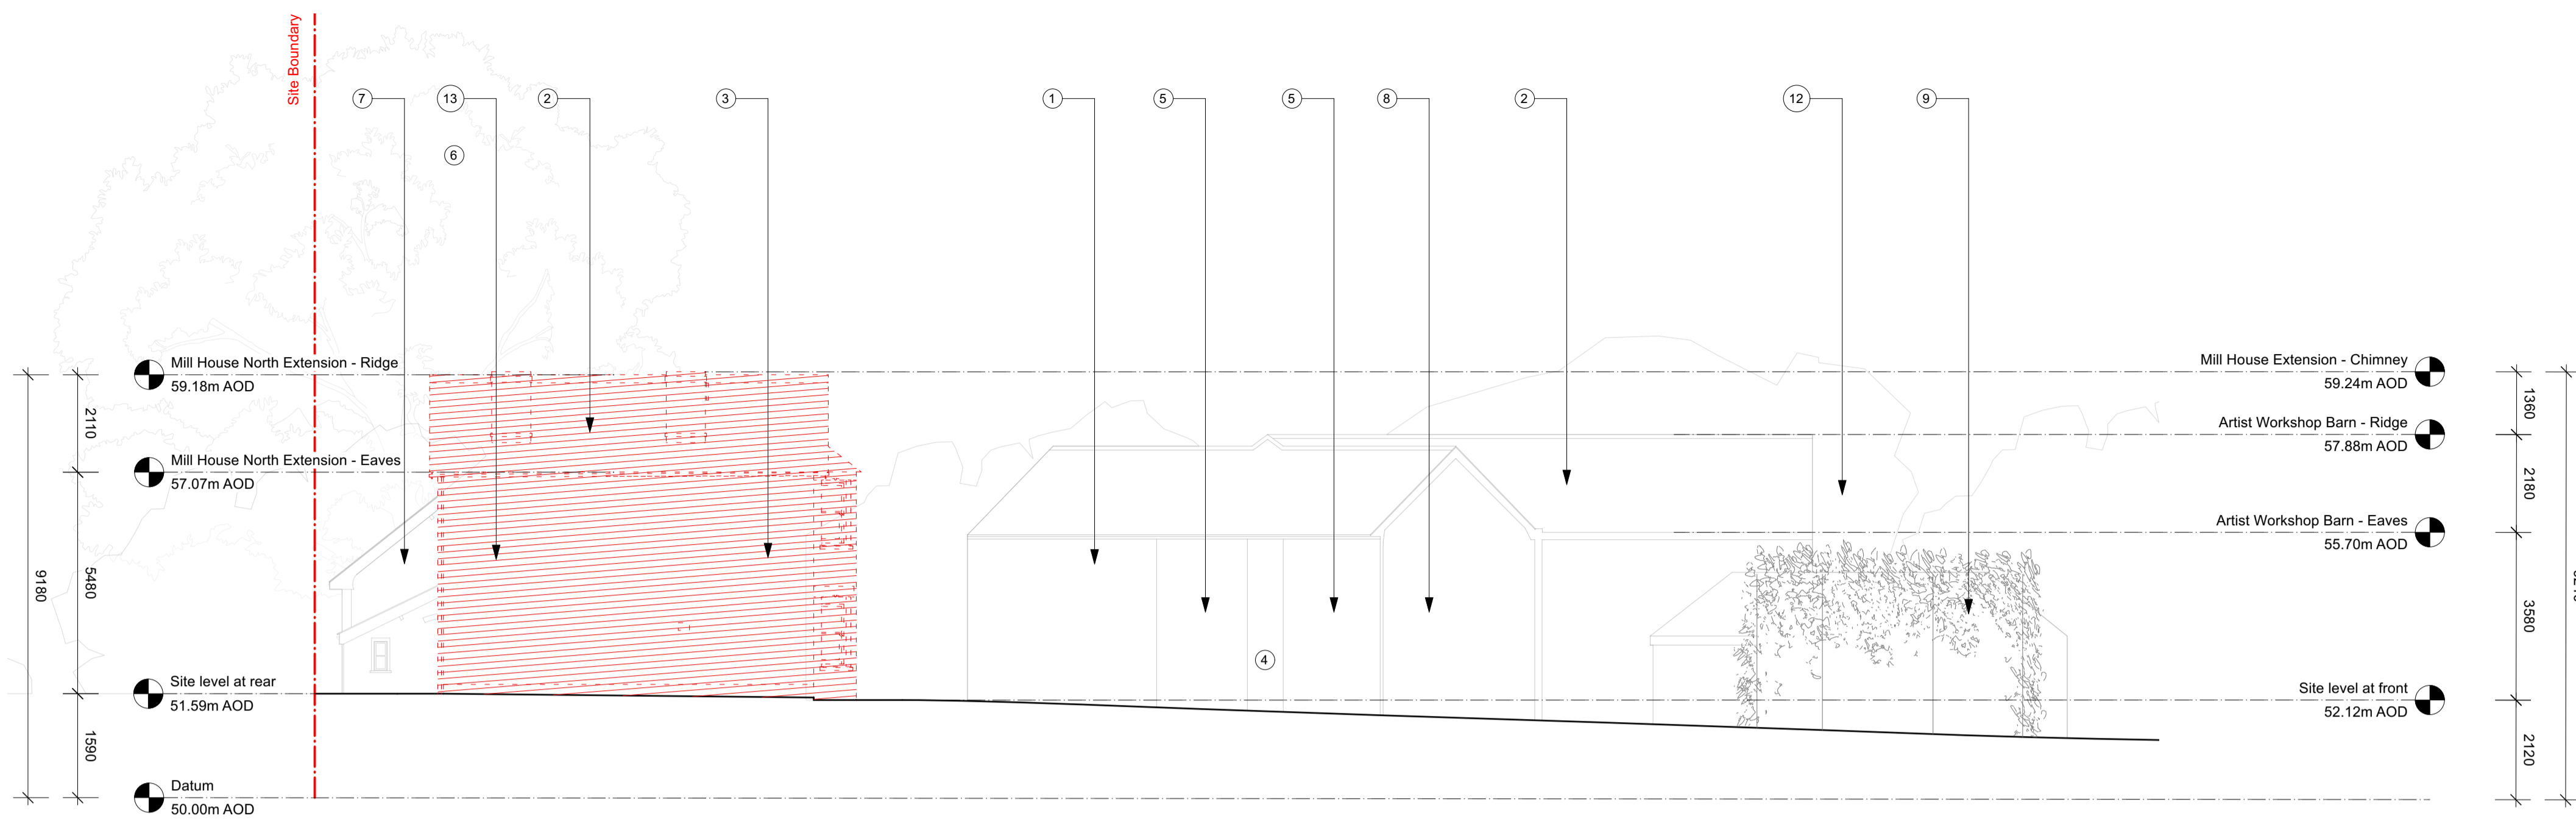 Site Boundary
7
13
2
3
1
5
5
8
2
12
9
6
Mill House North Extension - Ridge
59.18m AOD
Mill House Extension - Chimney
59.24m AOD
Artist Workshop Barn - Ridge
57.88m AOD
Mill House North Extension - Eaves
57.07m AOD
Artist Workshop Barn - Eaves
55.70m AOD
4
Site level at rear
51.59m AOD
Site level at front
52.12m AOD
Datum
50.00m AOD
9180
2110
5480
1590
1360
2180
3580
2120